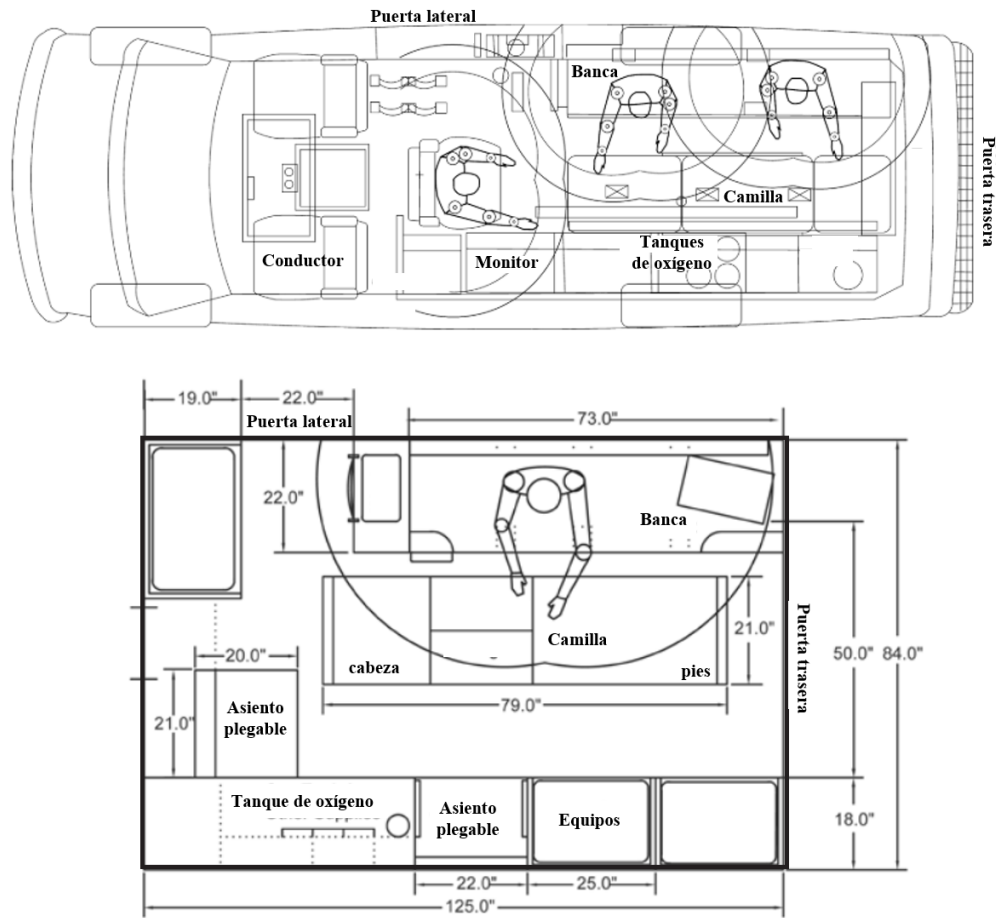 Puerta lateral
Banca
Camilla
Puerta trasera
Conductor
Monitor
Tanques
de oxígeno
19.0"
22.0"
Puerta lateral
73.0"
22.0"
Banca
Camilla
cabeza
pies
21.0"
Puerta trasera
50.0"
84.0"
20.0"
79.0"
21.0"
Asiento
plegable
Tanque de oxígeno
Asiento
plegable
Equipos
18.0"
22.0"
25.0"
125.0"